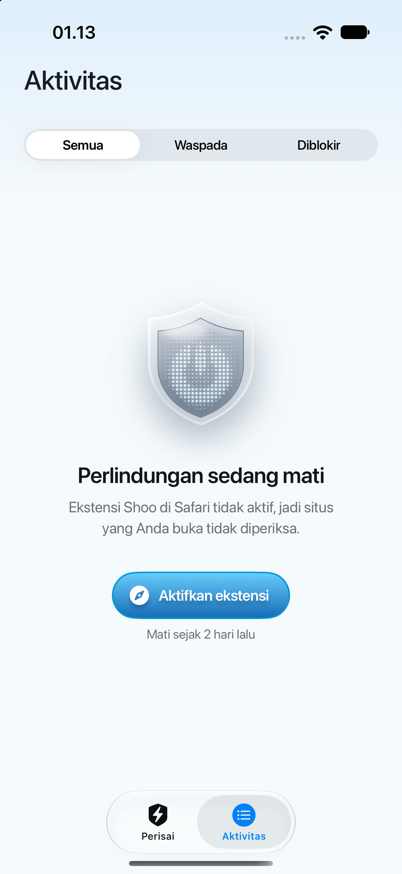 01.13
Aktivitas
Semua
Waspada
Diblokir
Perlindungan sedang mati
Ekstensi Shoo di Safari tidak aktif, jadi situs
yang Anda buka tidak diperiksa.
Aktifkan ekstensi
Mati sejak 2 hari lalu
Perisai
Aktivitas